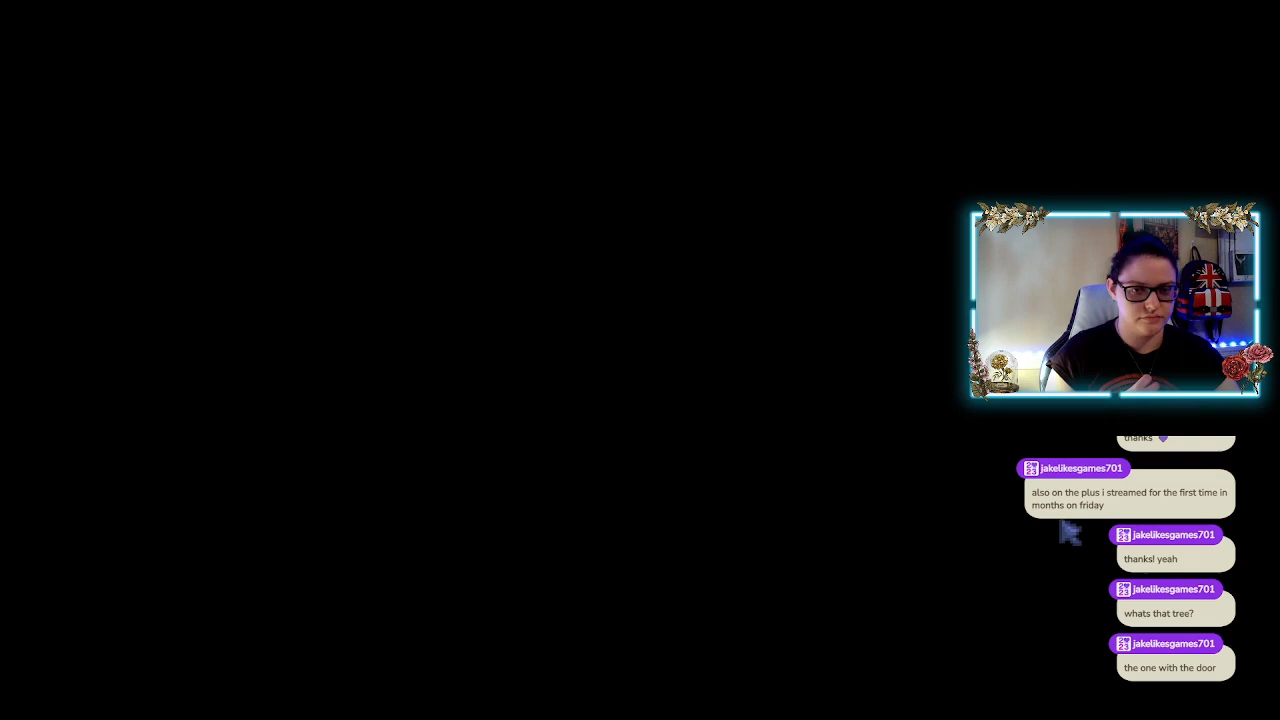 thanks 💜
jakelikesgames701
also on the plus i streamed for the first time in
months on friday
jakelikesgames701
thanks! yeah
jakelikesgames701
whats that tree?
jakelikesgames701
the one with the door